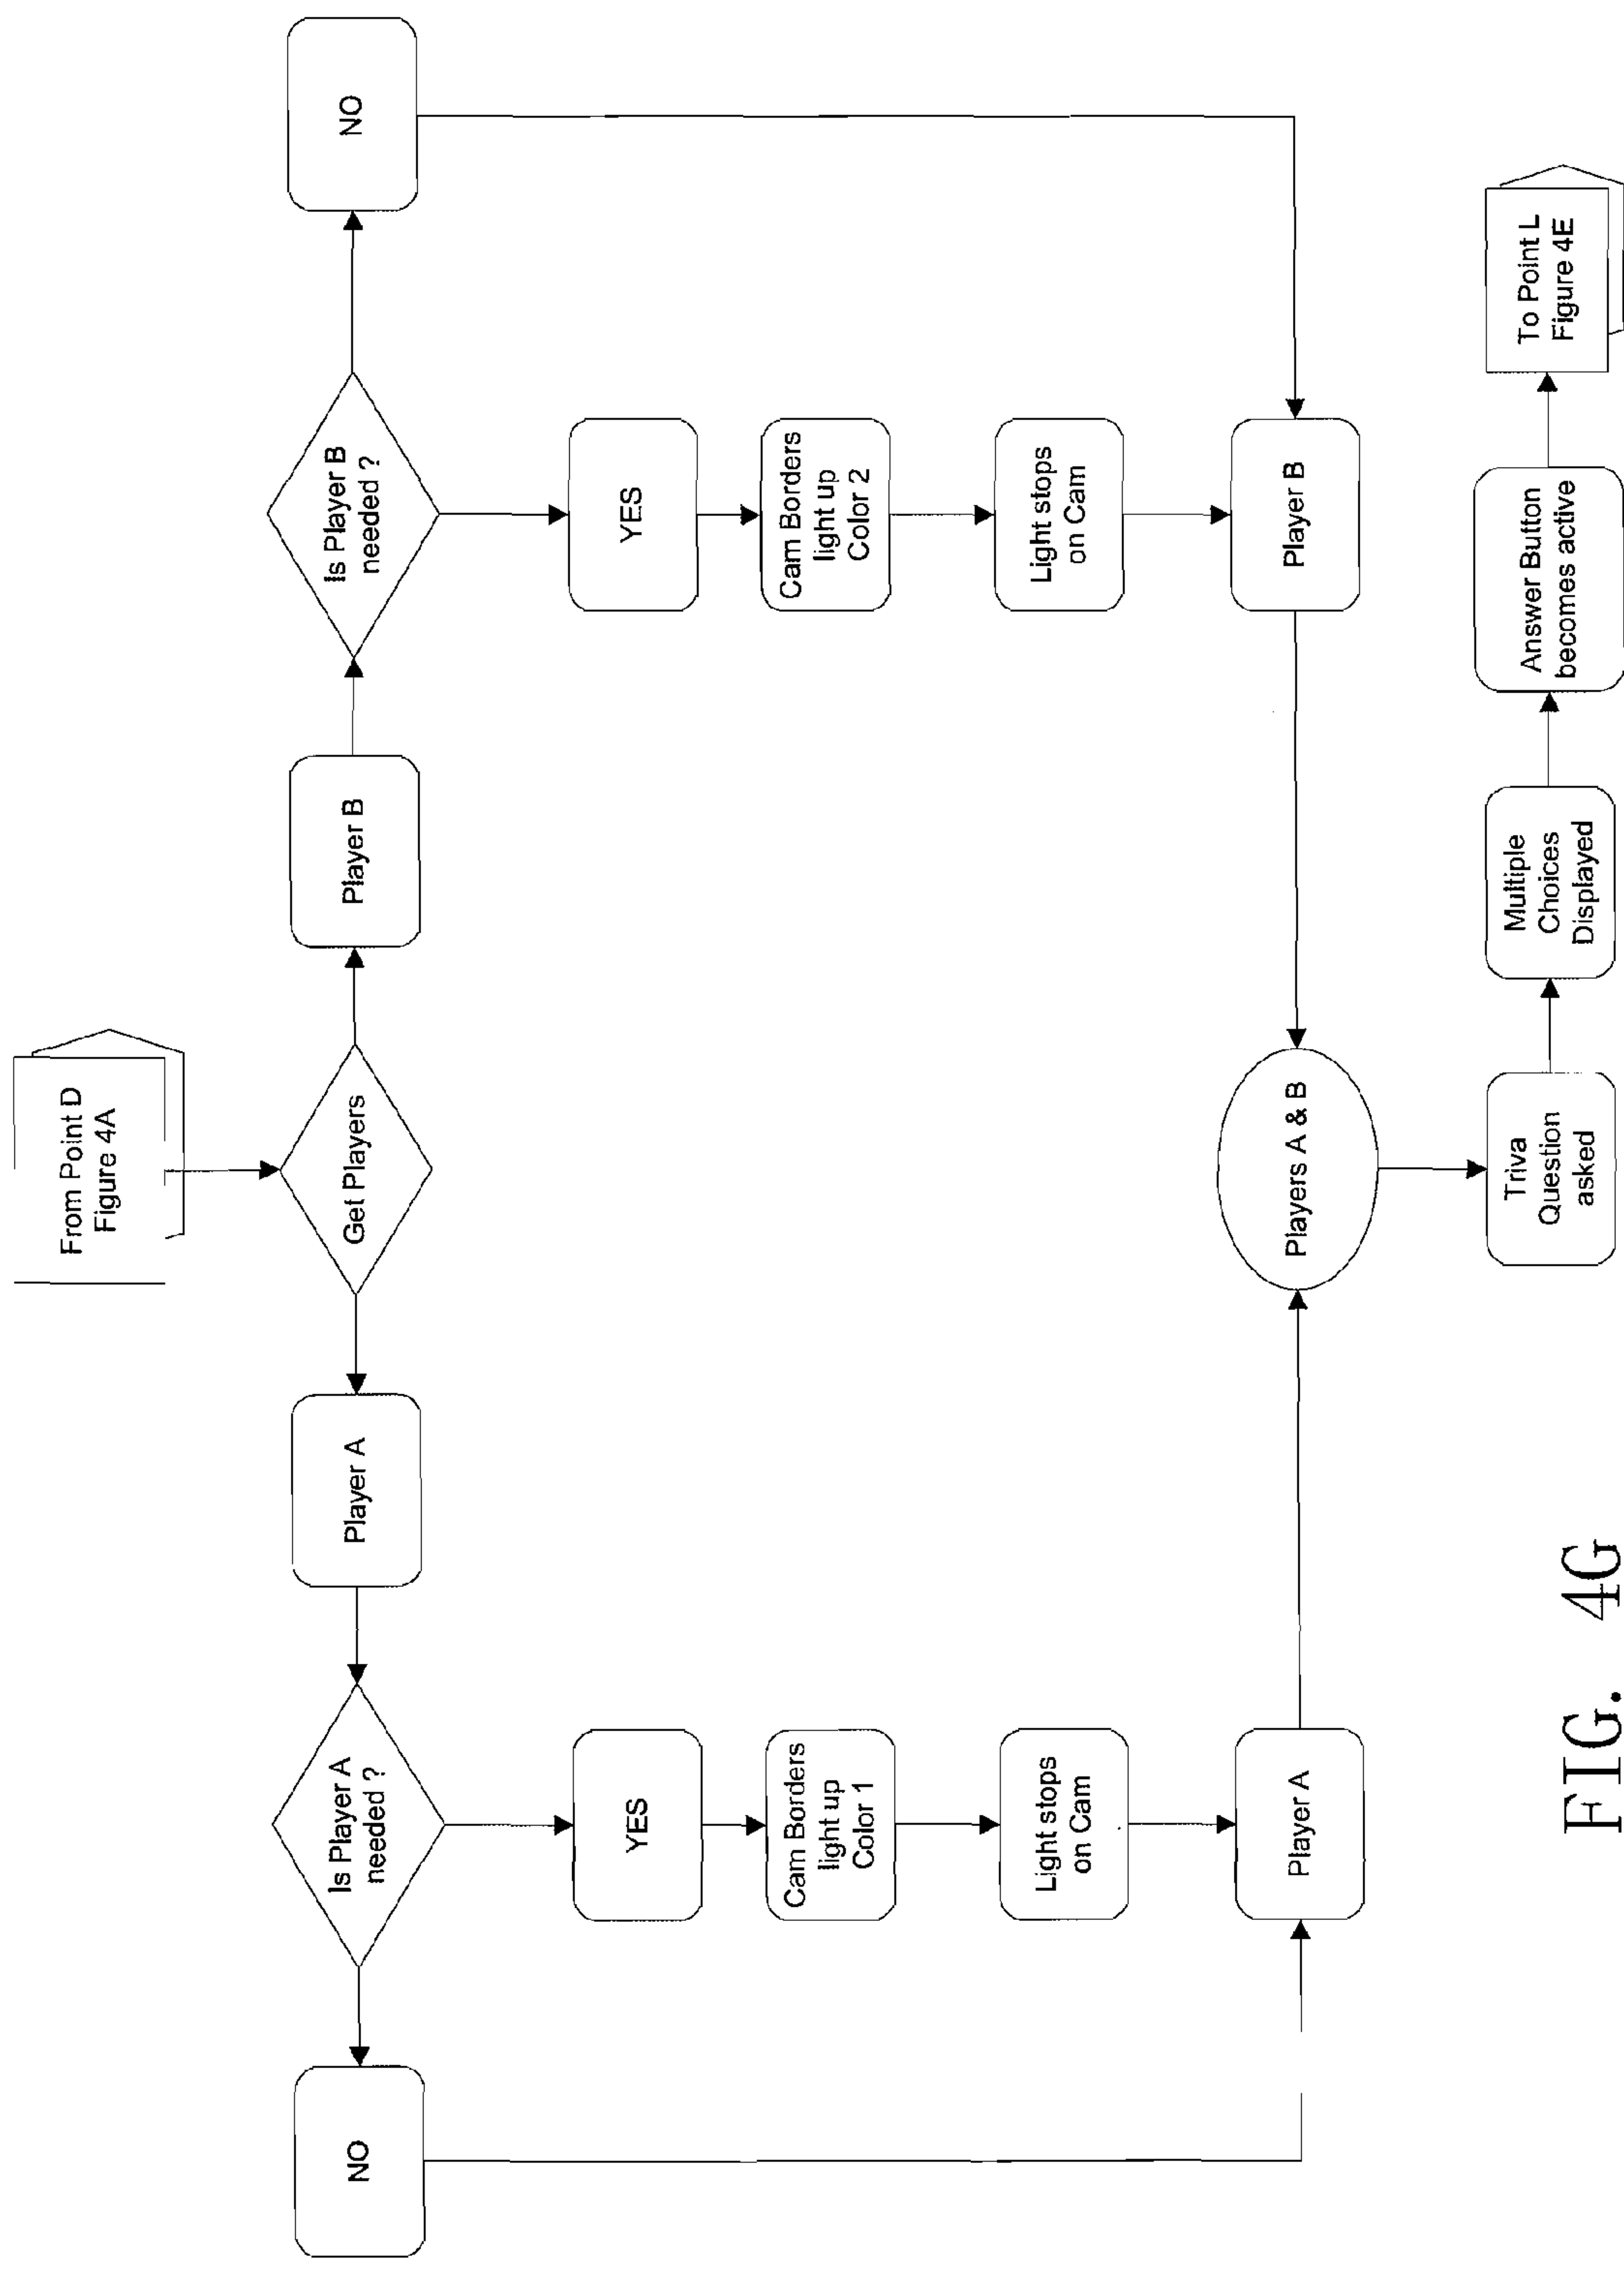 From Point D
Figure 4A
Get Players
Player A
Player B
Is Player A
needed ?
Is Player B
needed ?
NO
NO
YES
YES
Cam Borders
light up
Color 1
Cam Borders
light up
Color 2
Light stops
on Cam
Light stops
on Cam
Player A
Player B
Players A & B
Triva
Question
asked
Multiple
Choices
Displayed
Answer Button
becomes active
To Point L
Figure 4E
FIG. 4G